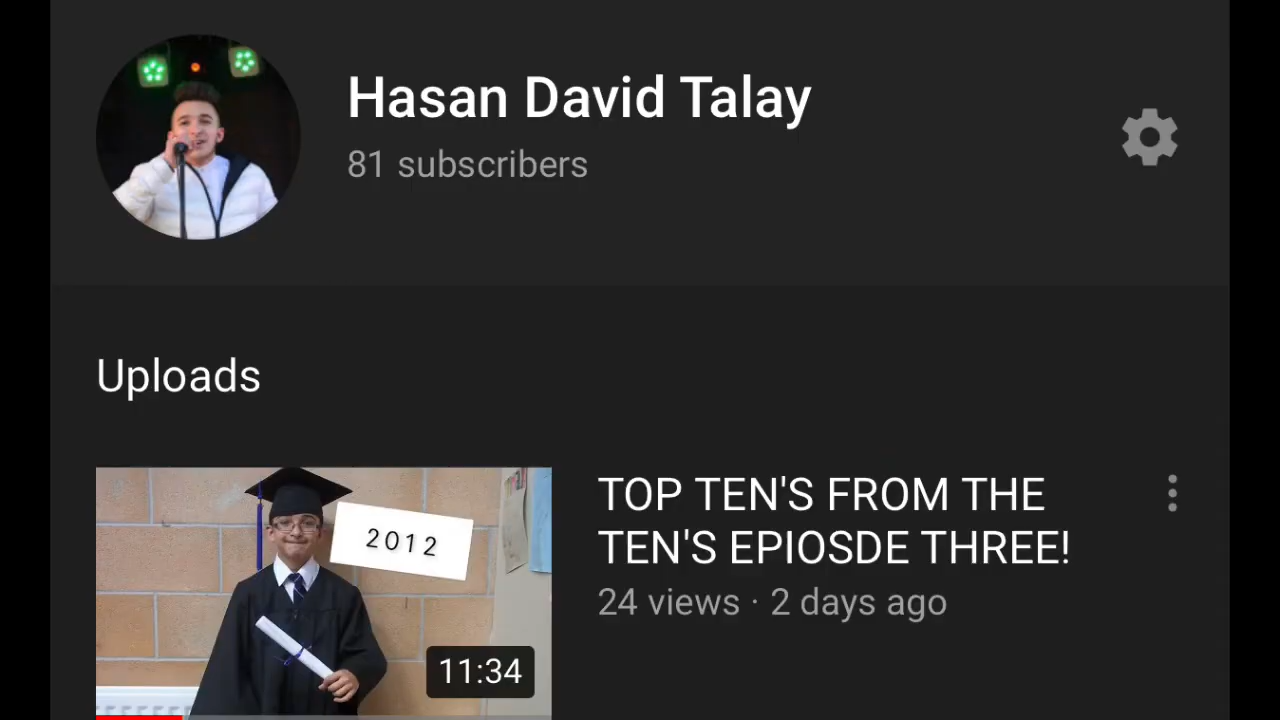 Hasan David Talay
81 subscribers
Uploads
2012
11:34
TOP TEN'S FROM THE
TEN'S EPIOSDE THREE!
24 views · 2 days ago